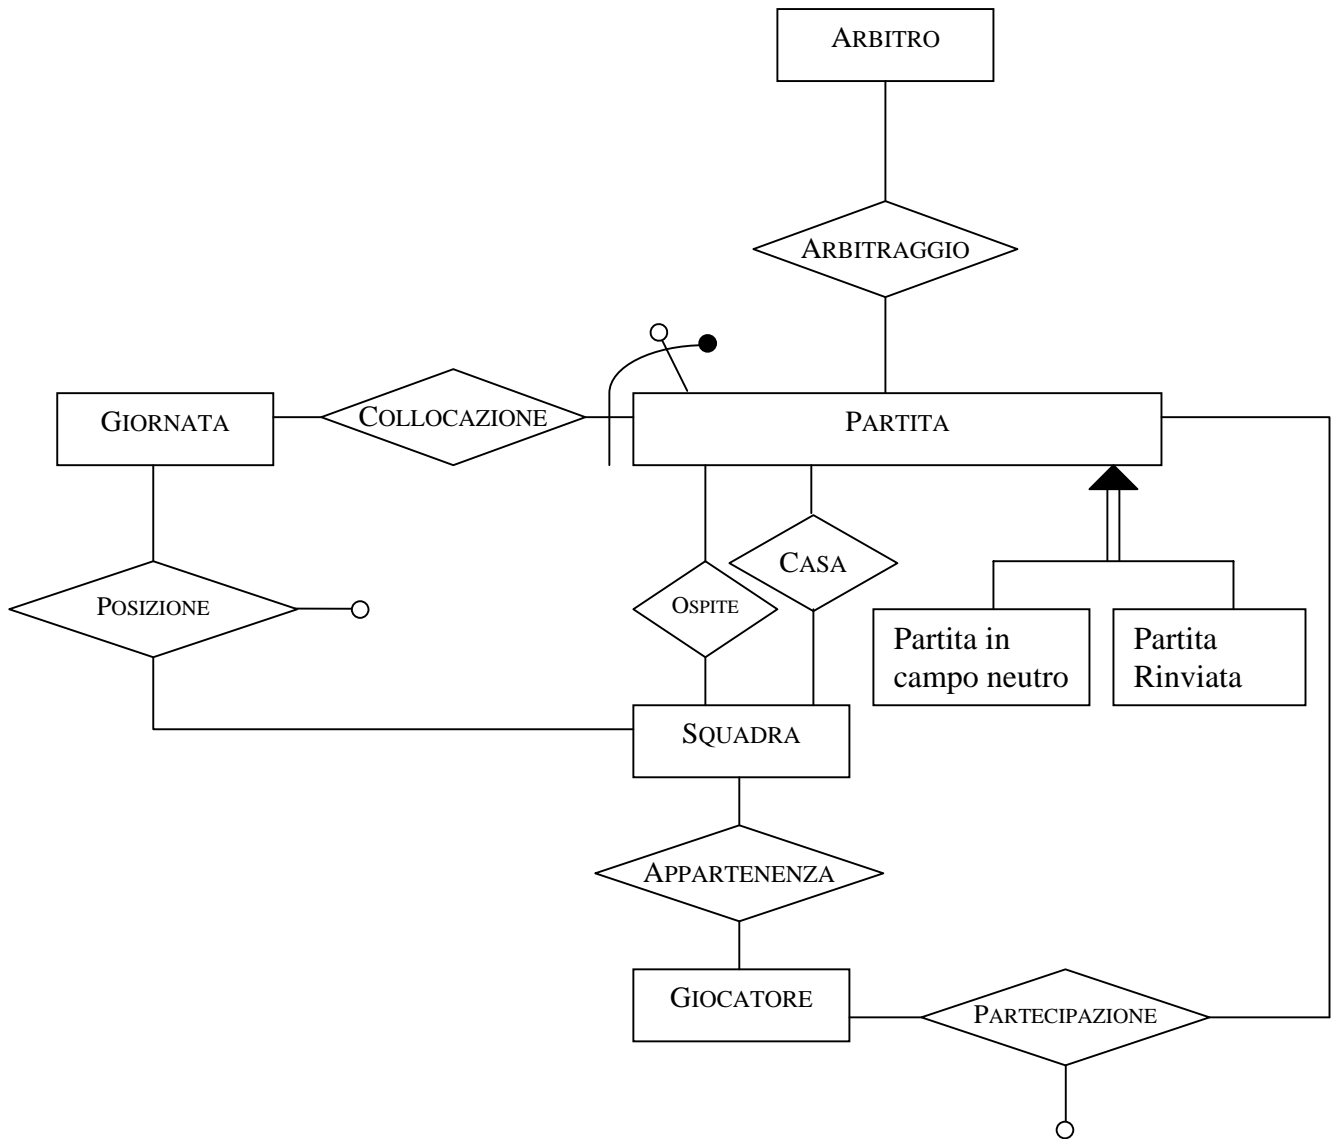 ARBITRO
ARBITRAGGIO
GIORNATA
COLLOCAZIONE
PARTITA
POSIZIONE
OSPITE
CASA
Partita in
campo neutro
Partita
Rinviata
SQUADRA
APPARTENENZA
GIOCATORE
PARTECIPAZIONE